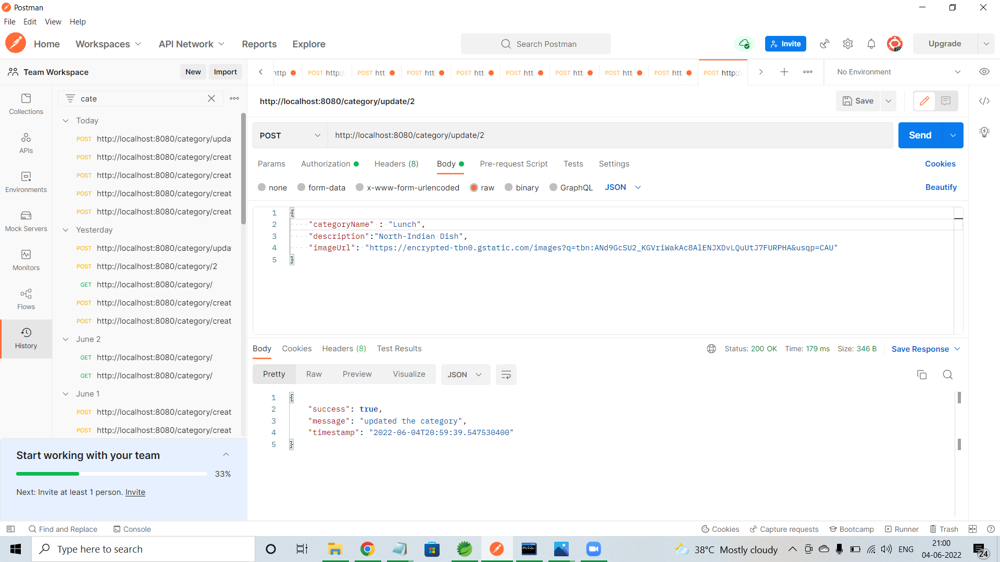 Postman
File Edit View Help
Home Workspaces API Network Reports Explore Search Postman Invite Upgrade
Team Workspace New Import
http POST http:/ POST htt POST htt POST htt POST htt POST htt POST htt POST htt POST http:/ No Environment
cate
http://localhost:8080/category/update/2 Save
Collections
APIs
Environments
Mock Servers
Monitors
Flows
History
Today
POST http://localhost:8080/category/upda
POST http://localhost:8080/category/creat
POST http://localhost:8080/category/creat
POST http://localhost:8080/category/creat
POST http://localhost:8080/category/creat
Yesterday
POST http://localhost:8080/category/upda
POST http://localhost:8080/category/2
GET http://localhost:8080/category/
POST http://localhost:8080/category/creat
POST http://localhost:8080/category/creat
June 2
GET http://localhost:8080/category/
GET http://localhost:8080/category/
June 1
POST http://localhost:8080/category/creat
POST http://localhost:8080/category/creat
Start working with your team
33%
Next: Invite at least 1 person. Invite
POST http://localhost:8080/category/update/2 Send
Params Authorization Headers (8) Body Pre-request Script Tests Settings Cookies
none form-data x-www-form-urlencoded raw binary GraphQL JSON Beautify
1 {
2 "categoryName" : "Lunch",
3 "description":"North-Indian Dish",
4 "imageUrl": "https://encrypted-tbn0.gstatic.com/images?q=tbn:ANd9GcSU2_KGVriWakAc8AlENJXDvLQuUtJ7FURPHA&usqp=CAU"
5 }
Body Cookies Headers (8) Test Results Status: 200 OK Time: 179 ms Size: 346 B Save Response
Pretty Raw Preview Visualize JSON
1 {
2 "success": true,
3 "message": "updated the category",
4 "timestamp": "2022-06-04T20:59:39.547530400"
5 }
Find and Replace Console Cookies Capture requests Bootcamp Runner Trash
Type here to search MySQL 38°C Mostly cloudy ENG 21:00
04-06-2022 24